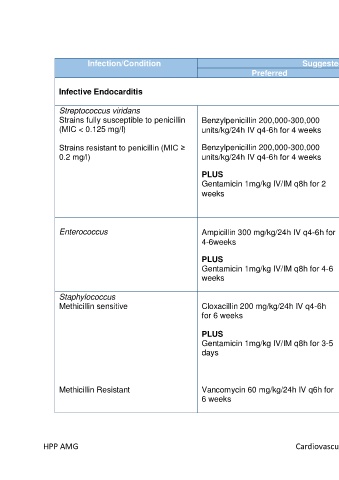 Infection/Condition
Suggeste
Preferred
Infective Endocarditis
Streptococcus viridans
Strains fully susceptible to penicillin
(MIC < 0.125 mg/l)
Benzylpenicillin 200,000-300,000
units/kg/24h IV q4-6h for 4 weeks
Strains resistant to penicillin (MIC ≥
0.2 mg/l)
Benzylpenicillin 200,000-300,000
units/kg/24h IV q4-6h for 4 weeks
PLUS
Gentamicin 1mg/kg IV/IM q8h for 2
weeks
Enterococcus
Ampicillin 300 mg/kg/24h IV q4-6h for
4-6weeks
PLUS
Gentamicin 1mg/kg IV/IM q8h for 4-6
weeks
Staphylococcus
Methicillin sensitive
Cloxacillin 200 mg/kg/24h IV q4-6h
for 6 weeks
PLUS
Gentamicin 1mg/kg IV/IM q8h for 3-5
days
Methicillin Resistant
Vancomycin 60 mg/kg/24h IV q6h for
6 weeks
HPP AMG
Cardiovascu